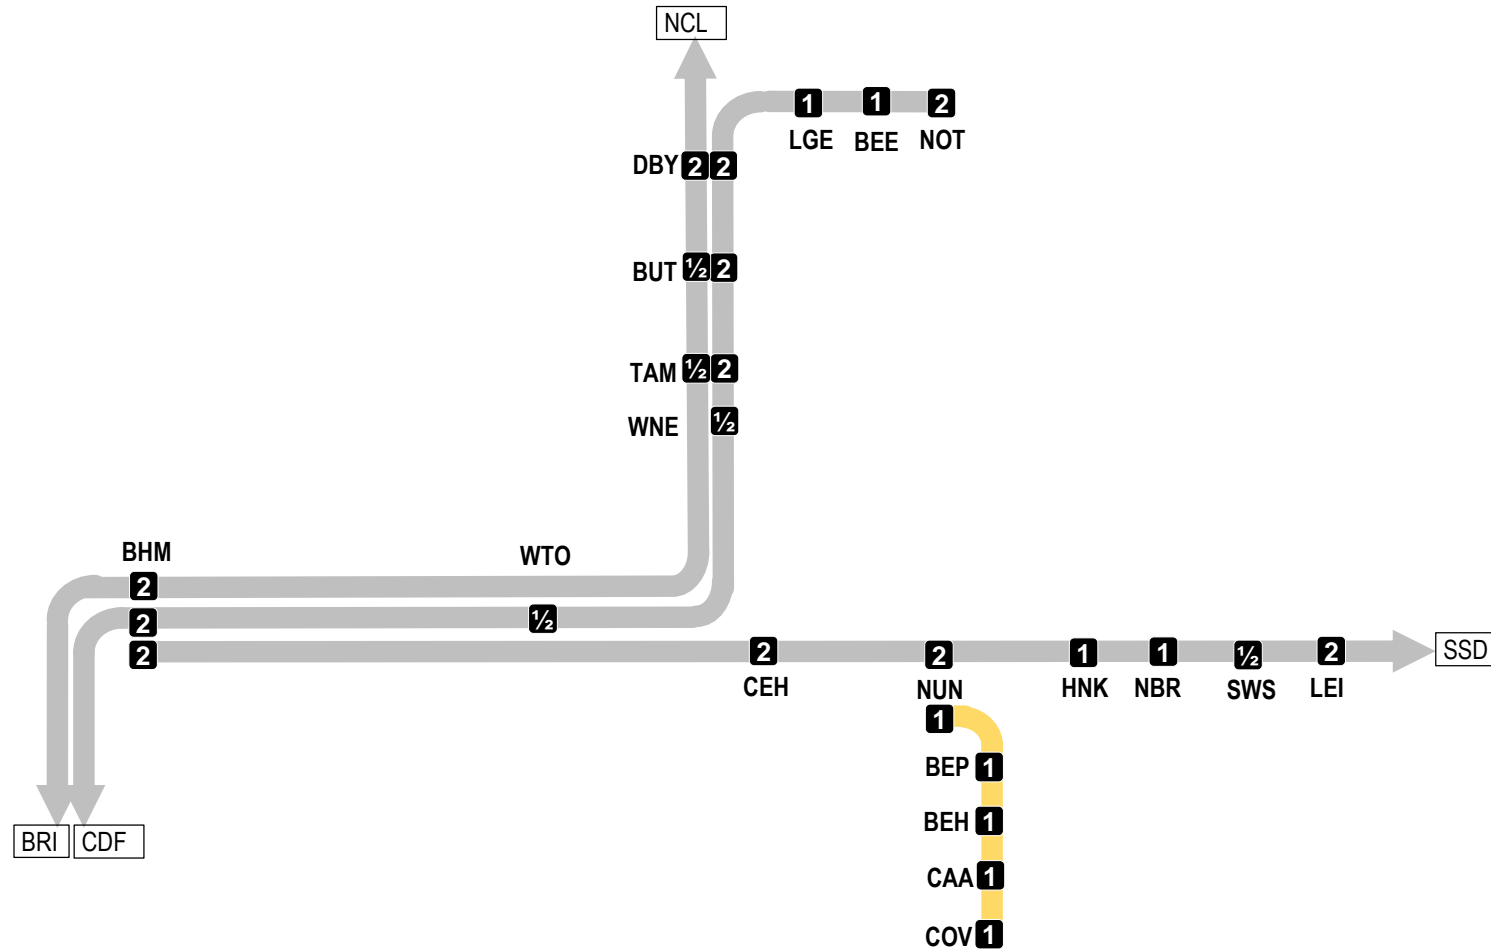 NCL
1 1 2
LGE BEE NOT
DBY 2 2
BUT ½ 2
TAM ½ 2
WNE ½
BHM WTO
2
2 ½
2 2 2 1 1 ½ 2 SSD
CEH NUN HNK NBR SWS LEI
1
BEP 1
BEH 1
BRI CDF
CAA 1
COV 1